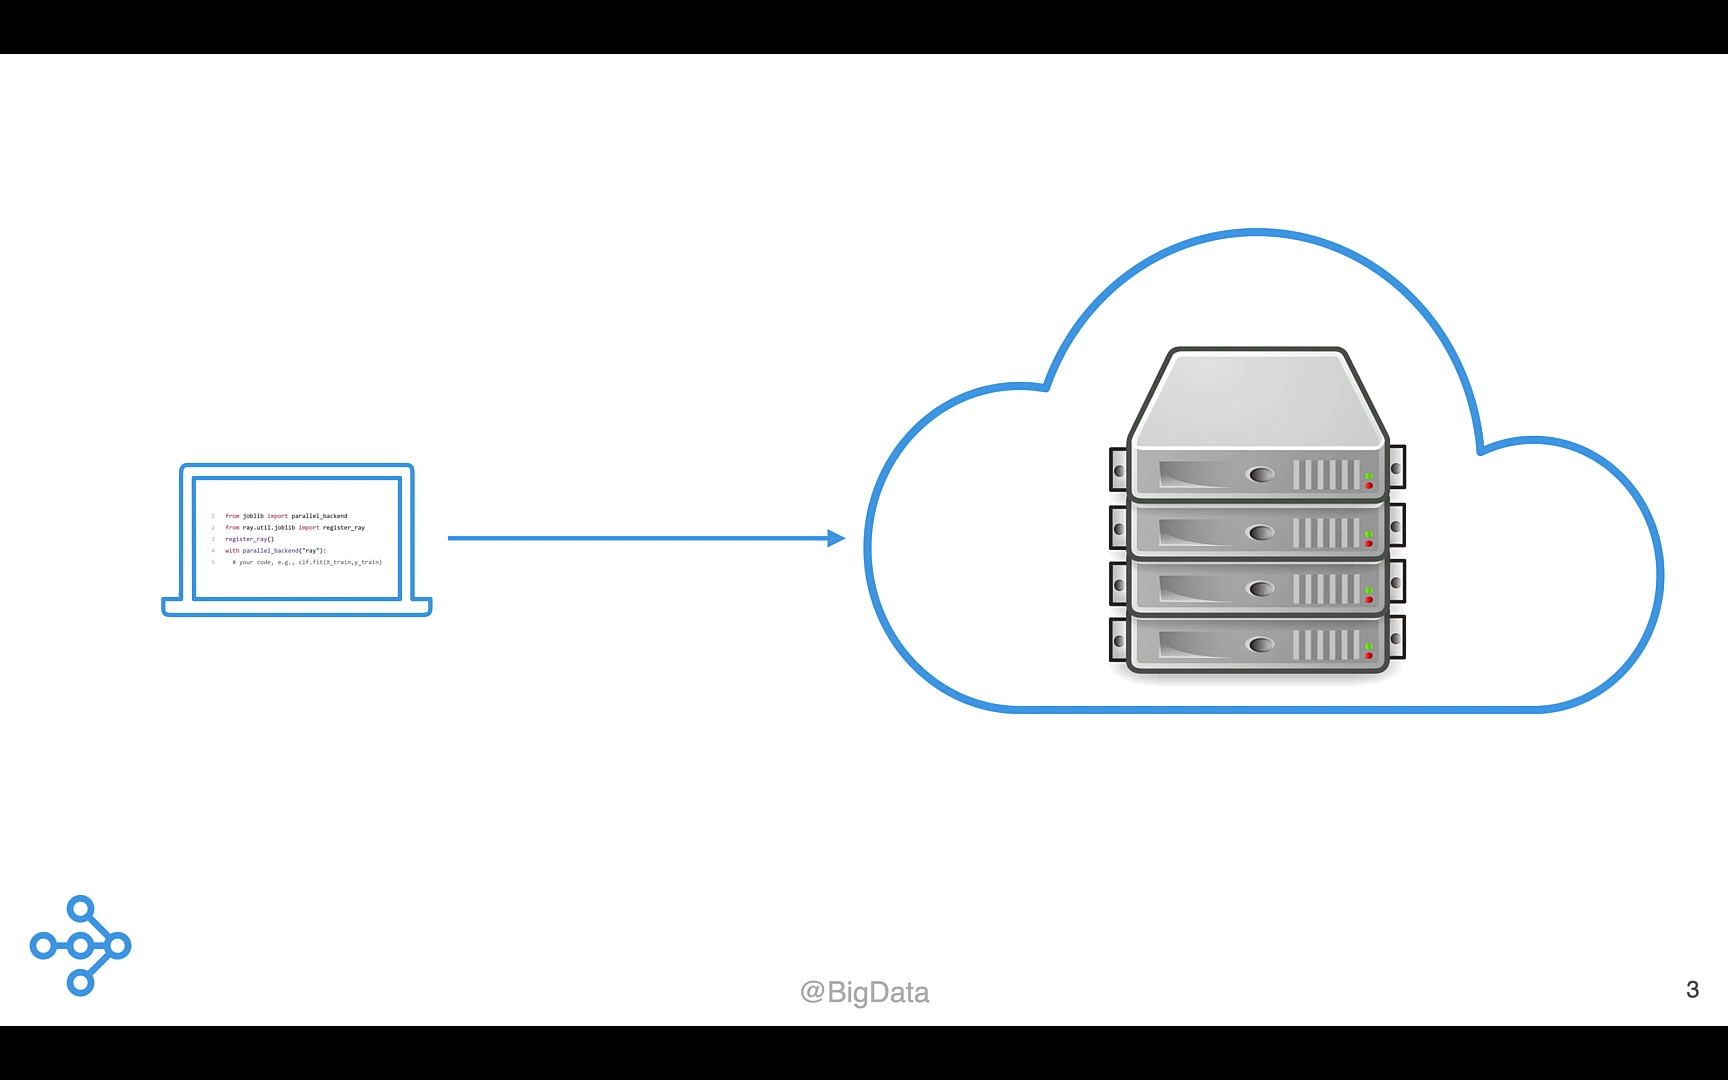 1 from joblib import parallel_backend
2 from ray.util.joblib import register_ray
3 register_ray()
4 with parallel_backend("ray"):
5 # your code, e.g., clf.fit(X_train,y_train)
@BigData
3